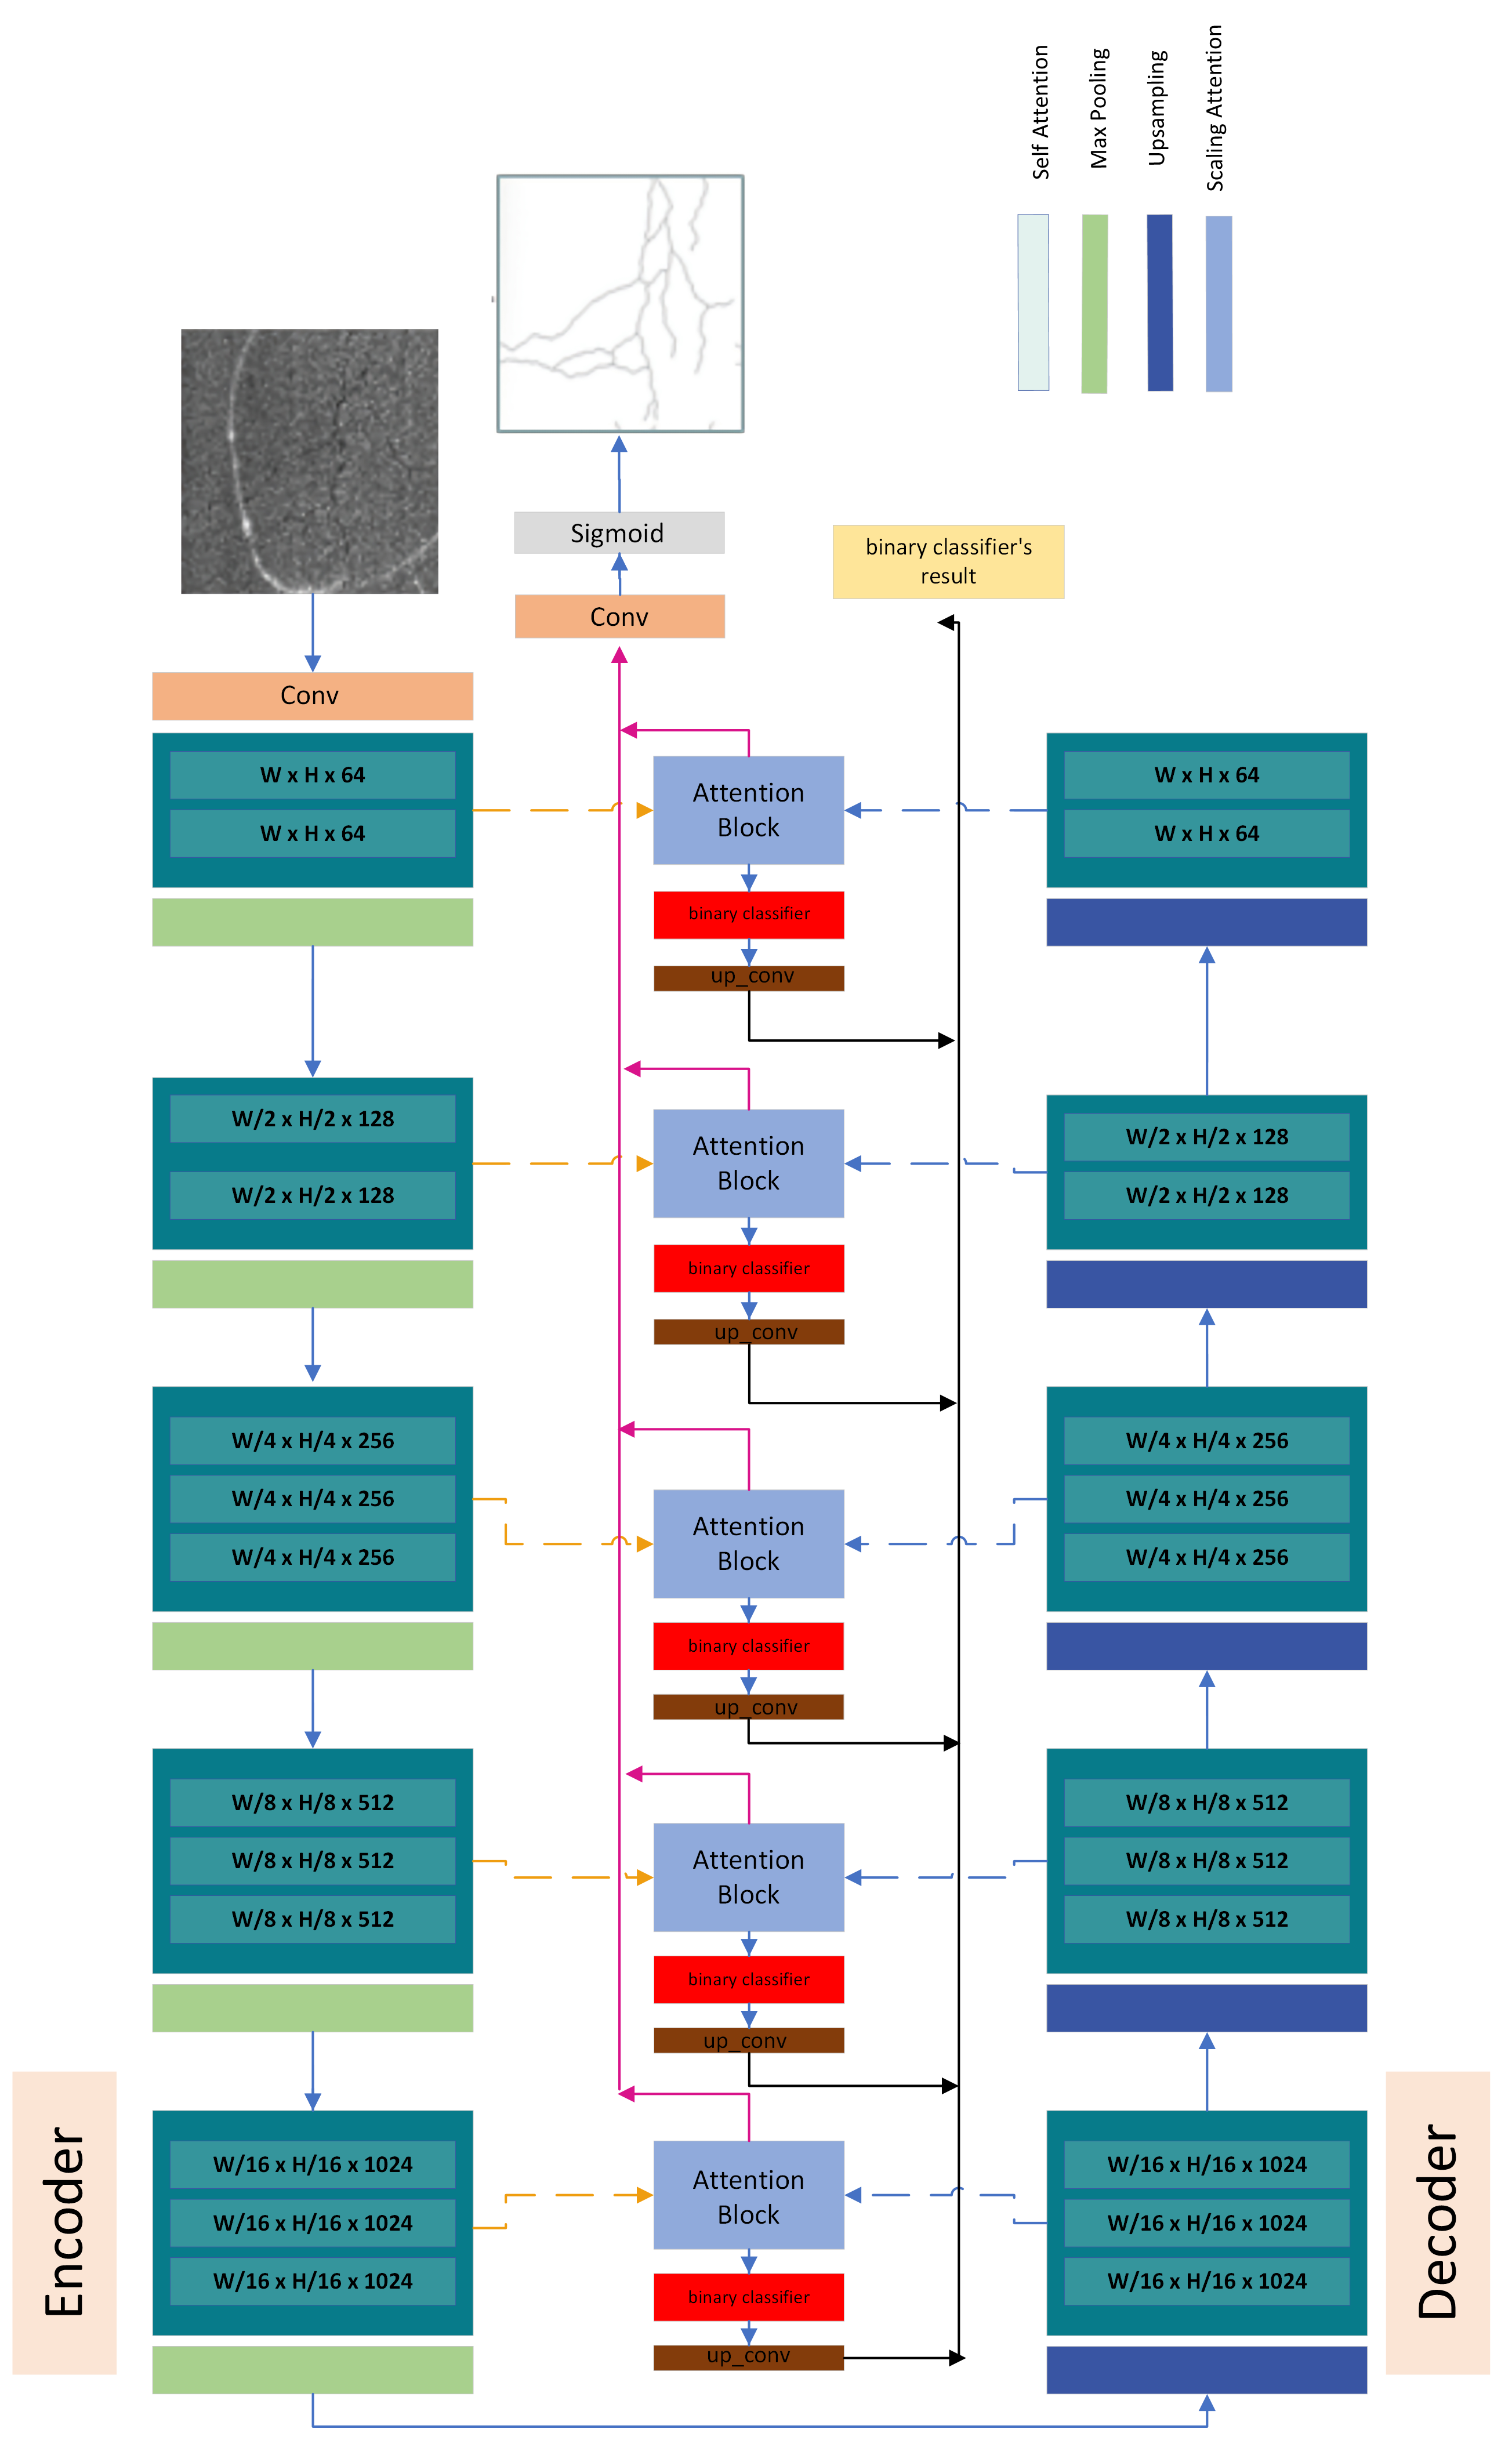 Self Attention
Max Pooling
Upsampling
Scaling Attention
Sigmoid
binary classifier's
result
Conv
Conv
W x H x 64
W x H x 64
Attention
Block
W x H x 64
W x H x 64
binary classifier
up_conv
W/2 x H/2 x 128
W/2 x H/2 x 128
Attention
Block
W/2 x H/2 x 128
W/2 x H/2 x 128
binary classifier
up_conv
W/4 x H/4 x 256
W/4 x H/4 x 256
W/4 x H/4 x 256
Attention
Block
W/4 x H/4 x 256
W/4 x H/4 x 256
W/4 x H/4 x 256
binary classifier
up_conv
W/8 x H/8 x 512
W/8 x H/8 x 512
W/8 x H/8 x 512
Attention
Block
W/8 x H/8 x 512
W/8 x H/8 x 512
W/8 x H/8 x 512
binary classifier
up_conv
Encoder
W/16 x H/16 x 1024
W/16 x H/16 x 1024
W/16 x H/16 x 1024
Attention
Block
W/16 x H/16 x 1024
W/16 x H/16 x 1024
W/16 x H/16 x 1024
Decoder
binary classifier
up_conv